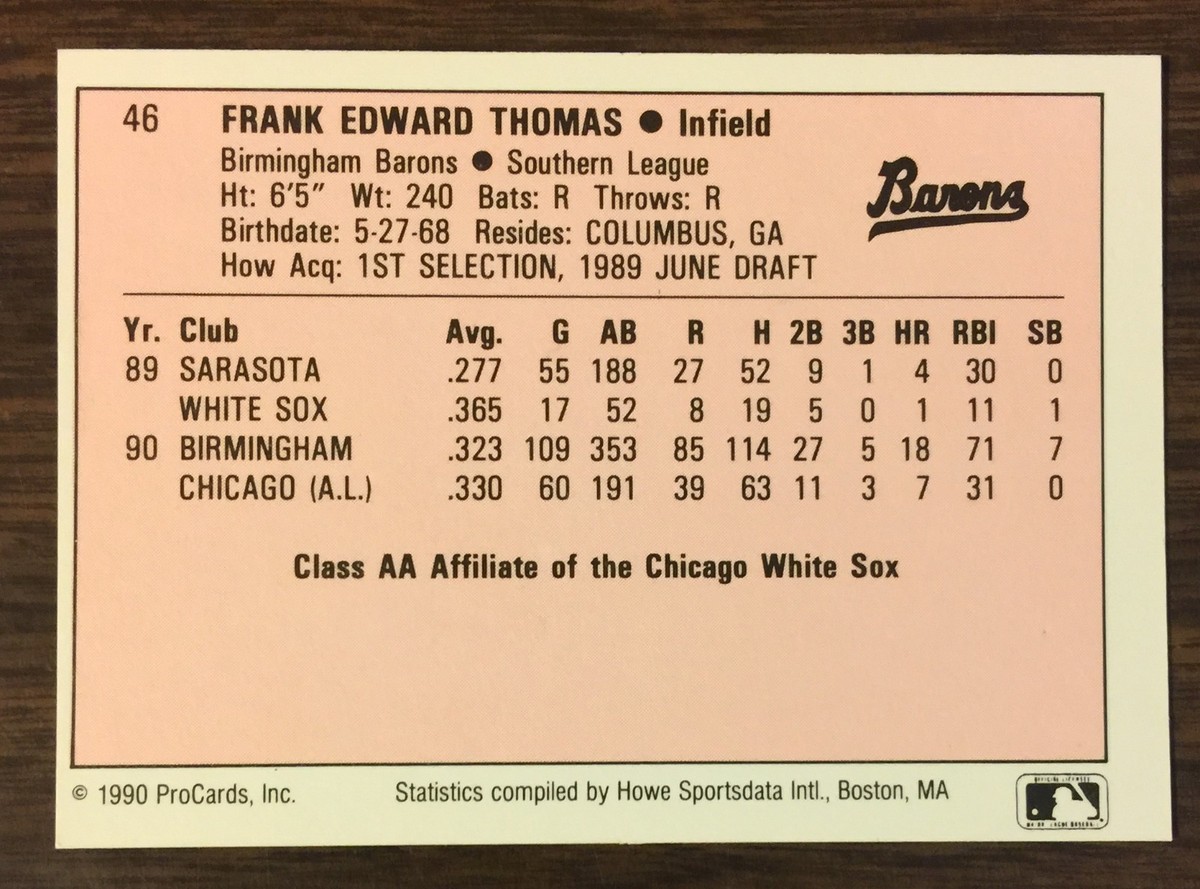 46 FRANK EDWARD THOMAS ● Infield
Birmingham Barons ● Southern League
Ht: 6'5" Wt: 240 Bats: R Throws: R
Barons
Birthdate: 5-27-68 Resides: COLUMBUS, GA
How Acq: 1ST SELECTION, 1989 JUNE DRAFT
Yr. Club Avg. G AB R H 2B 3B HR RBI SB
89 SARASOTA .277 55 188 27 52 9 1 4 30 0
WHITE SOX .365 17 52 8 19 5 0 1 11 1
90 BIRMINGHAM .323 109 353 85 114 27 5 18 71 7
CHICAGO (A.L.) .330 60 191 39 63 11 3 7 31 0
Class AA Affiliate of the Chicago White Sox
© 1990 ProCards, Inc. Statistics compiled by Howe Sportsdata Intl., Boston, MA